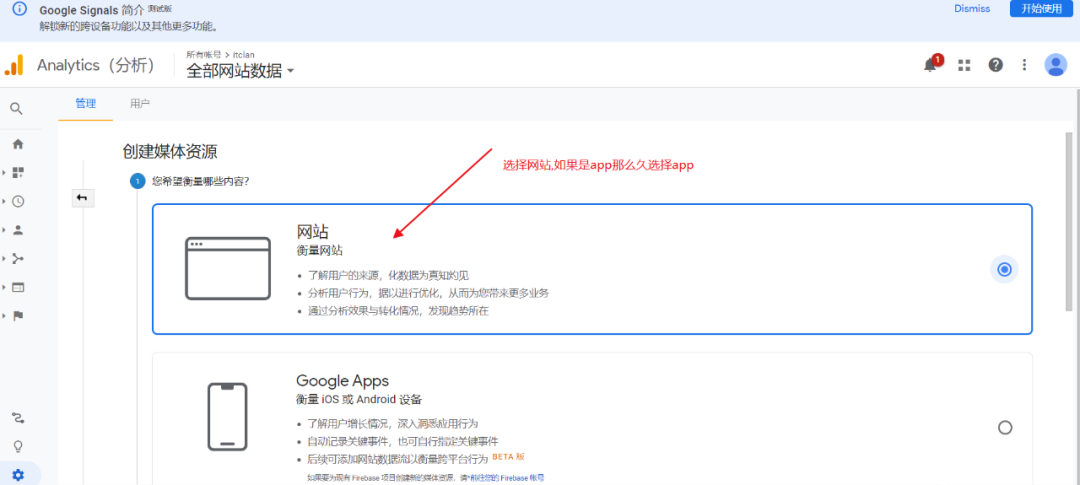 Google Signals 简介 测试版
解锁新的跨设备功能以及其他更多功能。
Dismiss
开始使用
Analytics（分析）
所有帐号 > itclan
全部网站数据
1
管理
用户
创建媒体资源
选择网站,如果是app那么久选择app
1 您希望衡量哪些内容?
网站
衡量网站
• 了解用户的来源，化数据为真知灼见
• 分析用户行为，据以进行优化，从而为您带来更多业务
• 通过分析效果与转化情况，发现趋势所在
Google Apps
衡量 iOS 或 Android 设备
• 了解用户增长情况，深入洞悉应用行为
• 自动记录关键事件，也可自行指定关键事件
• 后续可添加网站数据流以衡量跨平台行为 BETA 版
如果要为现有 Firebase 项目创建新的媒体资源，请*前往您的 Firebase 帐号